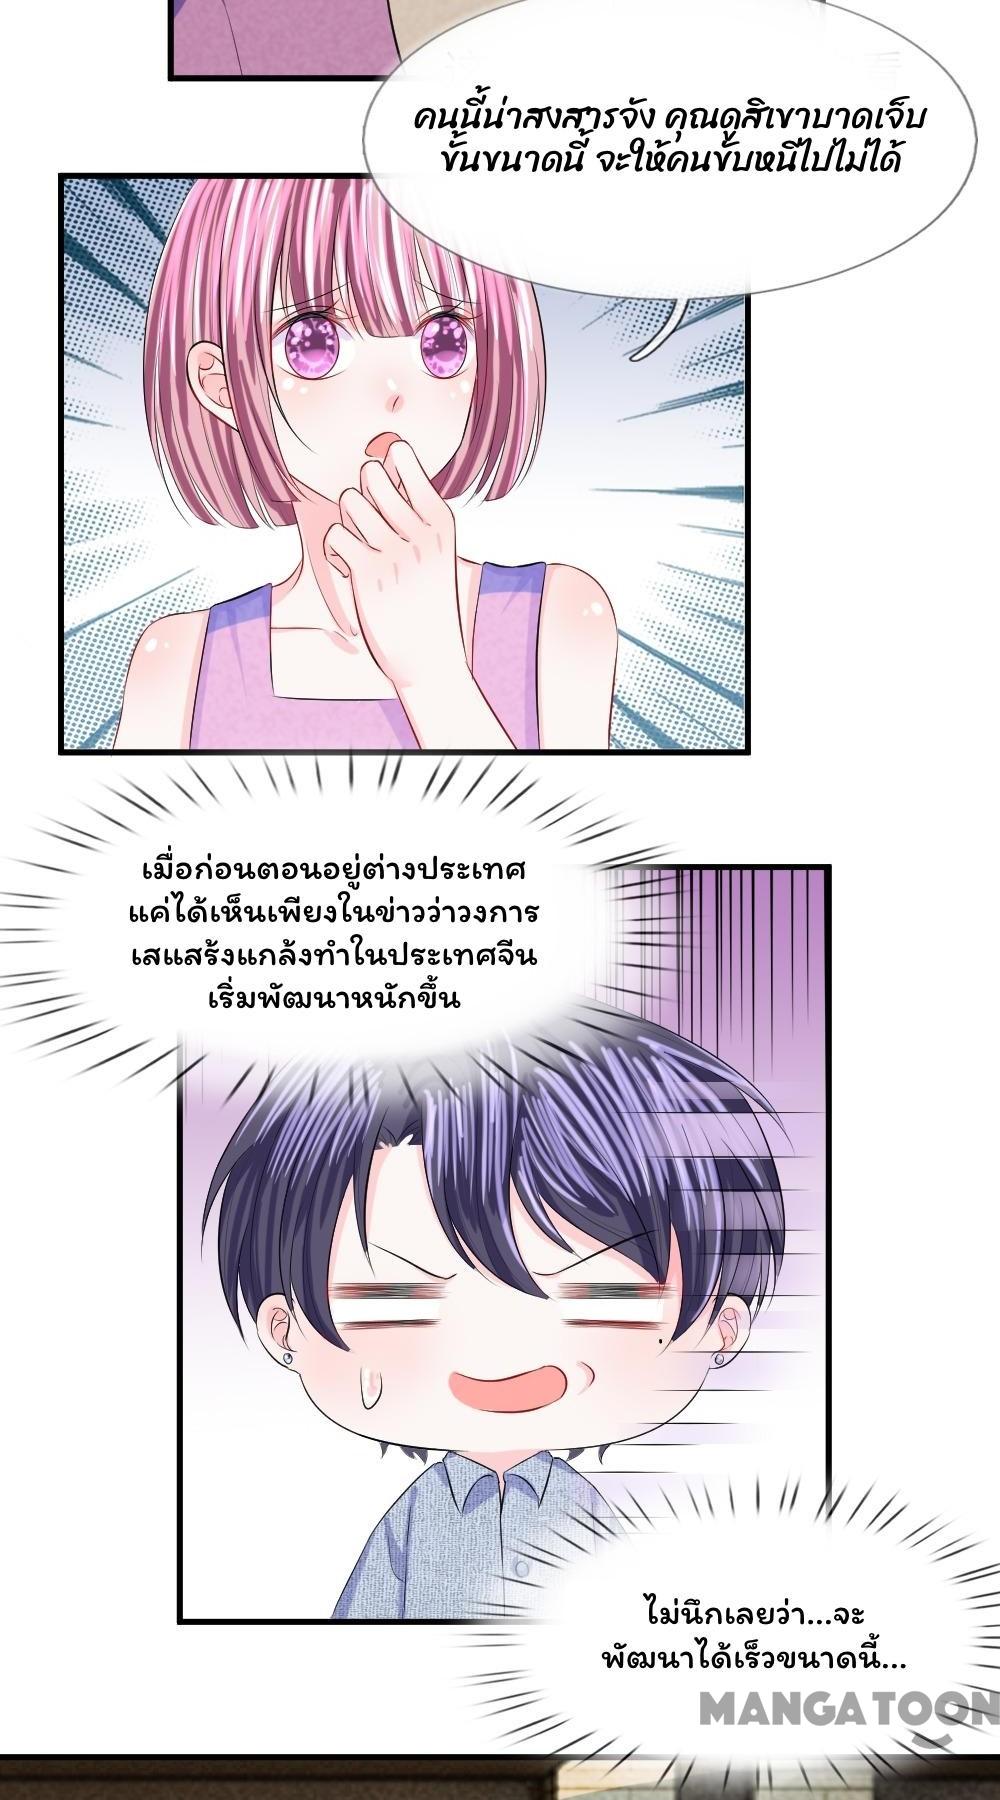 คนนี้น่าสงสารจัง คุณดูสิเขาบาดเจ็บ
ขั้นขนาดนี้ จะให้คนขับหนีไปไม่ได้
เมื่อก่อนตอนอยู่ต่างประเทศ
แค่ได้เห็นเพียงในข่าวว่าวงการ
เสแสร้งแกล้งทำในประเทศจีน
เริ่มพัฒนาหนักขึ้น
ไม่นึกเลยว่า...จะ
พัฒนาได้เร็วขนาดนี้...
MANGATOON